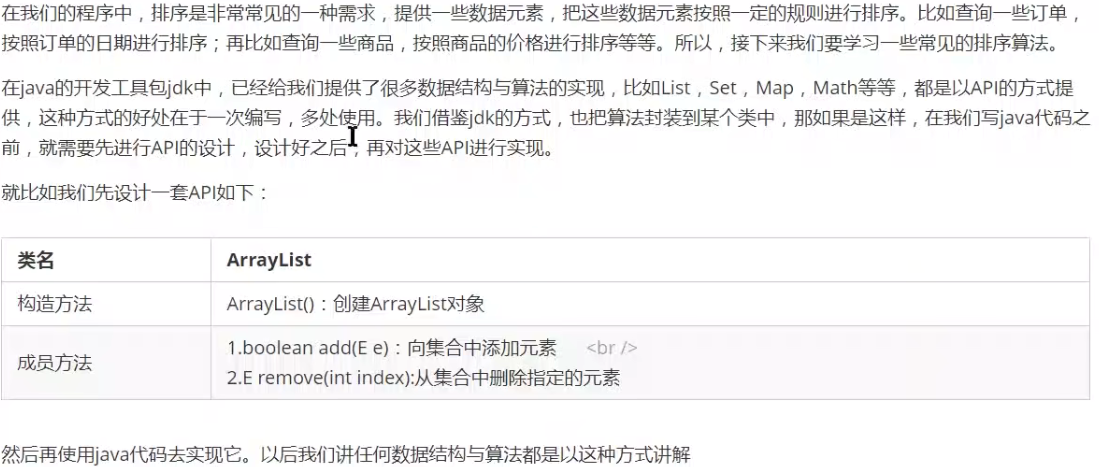 在我们的程序中，排序是非常常见的一种需求，提供一些数据元素，把这些数据元素按照一定的规则进行排序。比如查询一些订单，
按照订单的日期进行排序；再比如查询一些商品，按照商品的价格进行排序等等。所以，接下来我们要学习一些常见的排序算法。
在java的开发工具包jdk中，已经给我们提供了很多数据结构与算法的实现，比如List，Set，Map，Math等等，都是以API的方式提
供，这种方式的好处在于一次编写，多处使用。我们借鉴jdk的方式，也把算法封装到某个类中，那如果是这样，在我们写java代码之
前，就需要先进行API的设计，设计好之后，再对这些API进行实现。
就比如我们先设计一套API如下：
类名 ArrayList
构造方法 ArrayList()：创建ArrayList对象
成员方法 1.boolean add(E e)：向集合中添加元素 <br />
2.E remove(int index):从集合中删除指定的元素
然后再使用java代码去实现它。以后我们讲任何数据结构与算法都是以这种方式讲解